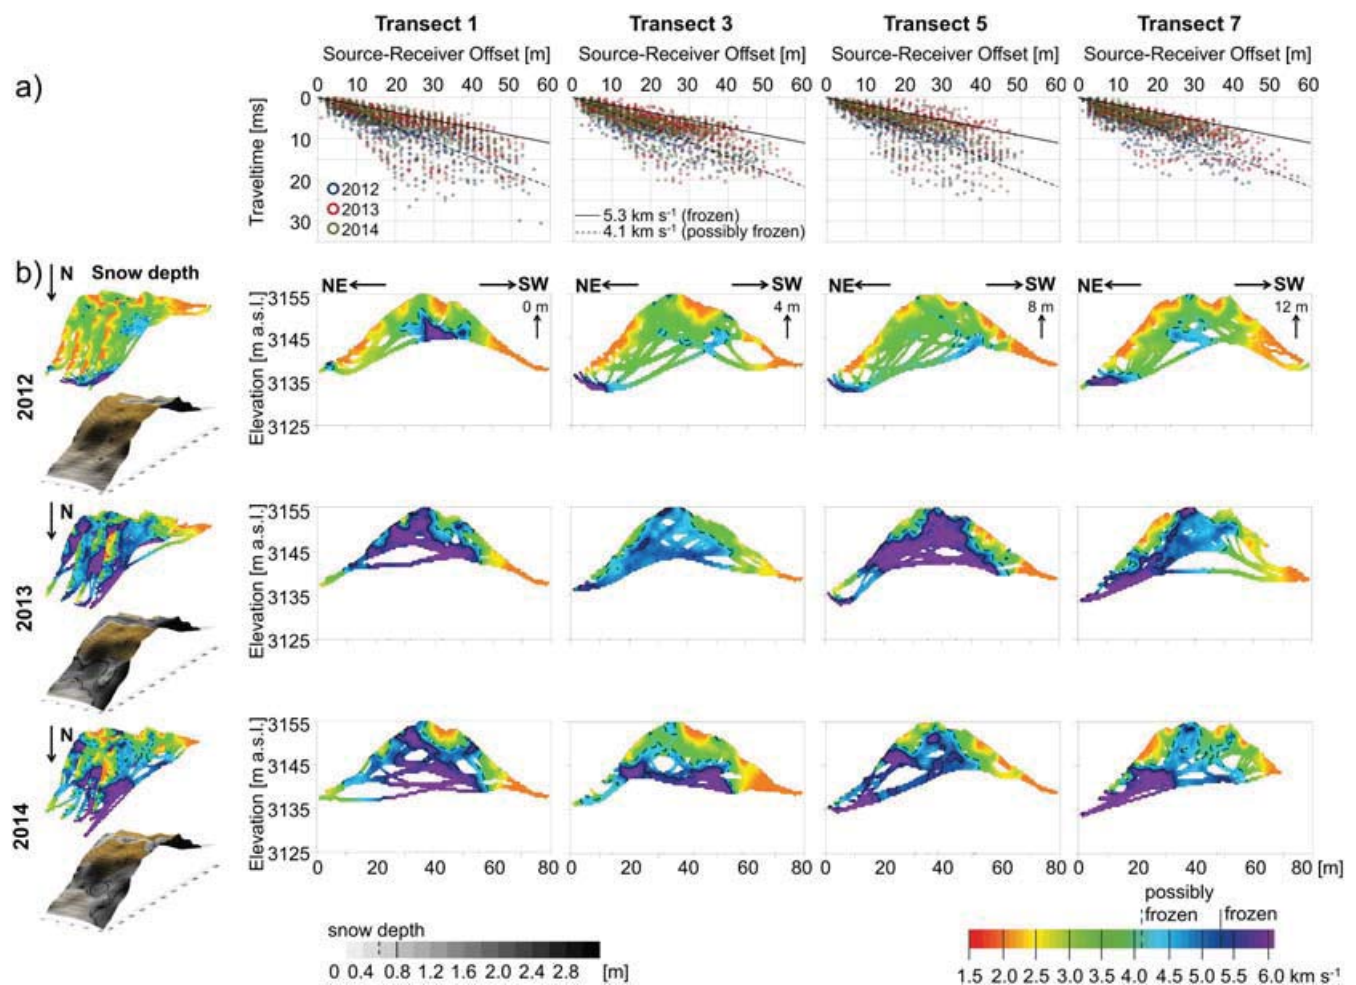 Transect 1 Transect 3 Transect 5 Transect 7
Source-Receiver Offset [m] Source-Receiver Offset [m] Source-Receiver Offset [m] Source-Receiver Offset [m]
0 10 20 30 40 50 60 0 10 20 30 40 50 60 0 10 20 30 40 50 60 0 10 20 30 40 50 60
a)
Traveltime [ms]
0
10
20
30
2012
2013
2014
5.3 km s⁻¹ (frozen)
4.1 km s⁻¹ (possibly frozen)
b) N Snow depth
2012
Elevation [m a.s.l.]
3155
3145
3135
3125
NE SW NE SW NE SW NE SW
0 m 4 m 8 m 12 m
N
2013
Elevation [m a.s.l.]
3155
3145
3135
3125
N
2014
Elevation [m a.s.l.]
3155
3145
3135
3125
0 20 40 60 80 0 20 40 60 80 0 20 40 60 80 0 20 40 60 80 [m]
snow depth
0 0.4 0.8 1.2 1.6 2.0 2.4 2.8 [m]
possibly
frozen frozen
1.5 2.0 2.5 3.0 3.5 4.0 4.5 5.0 5.5 6.0 km s⁻¹